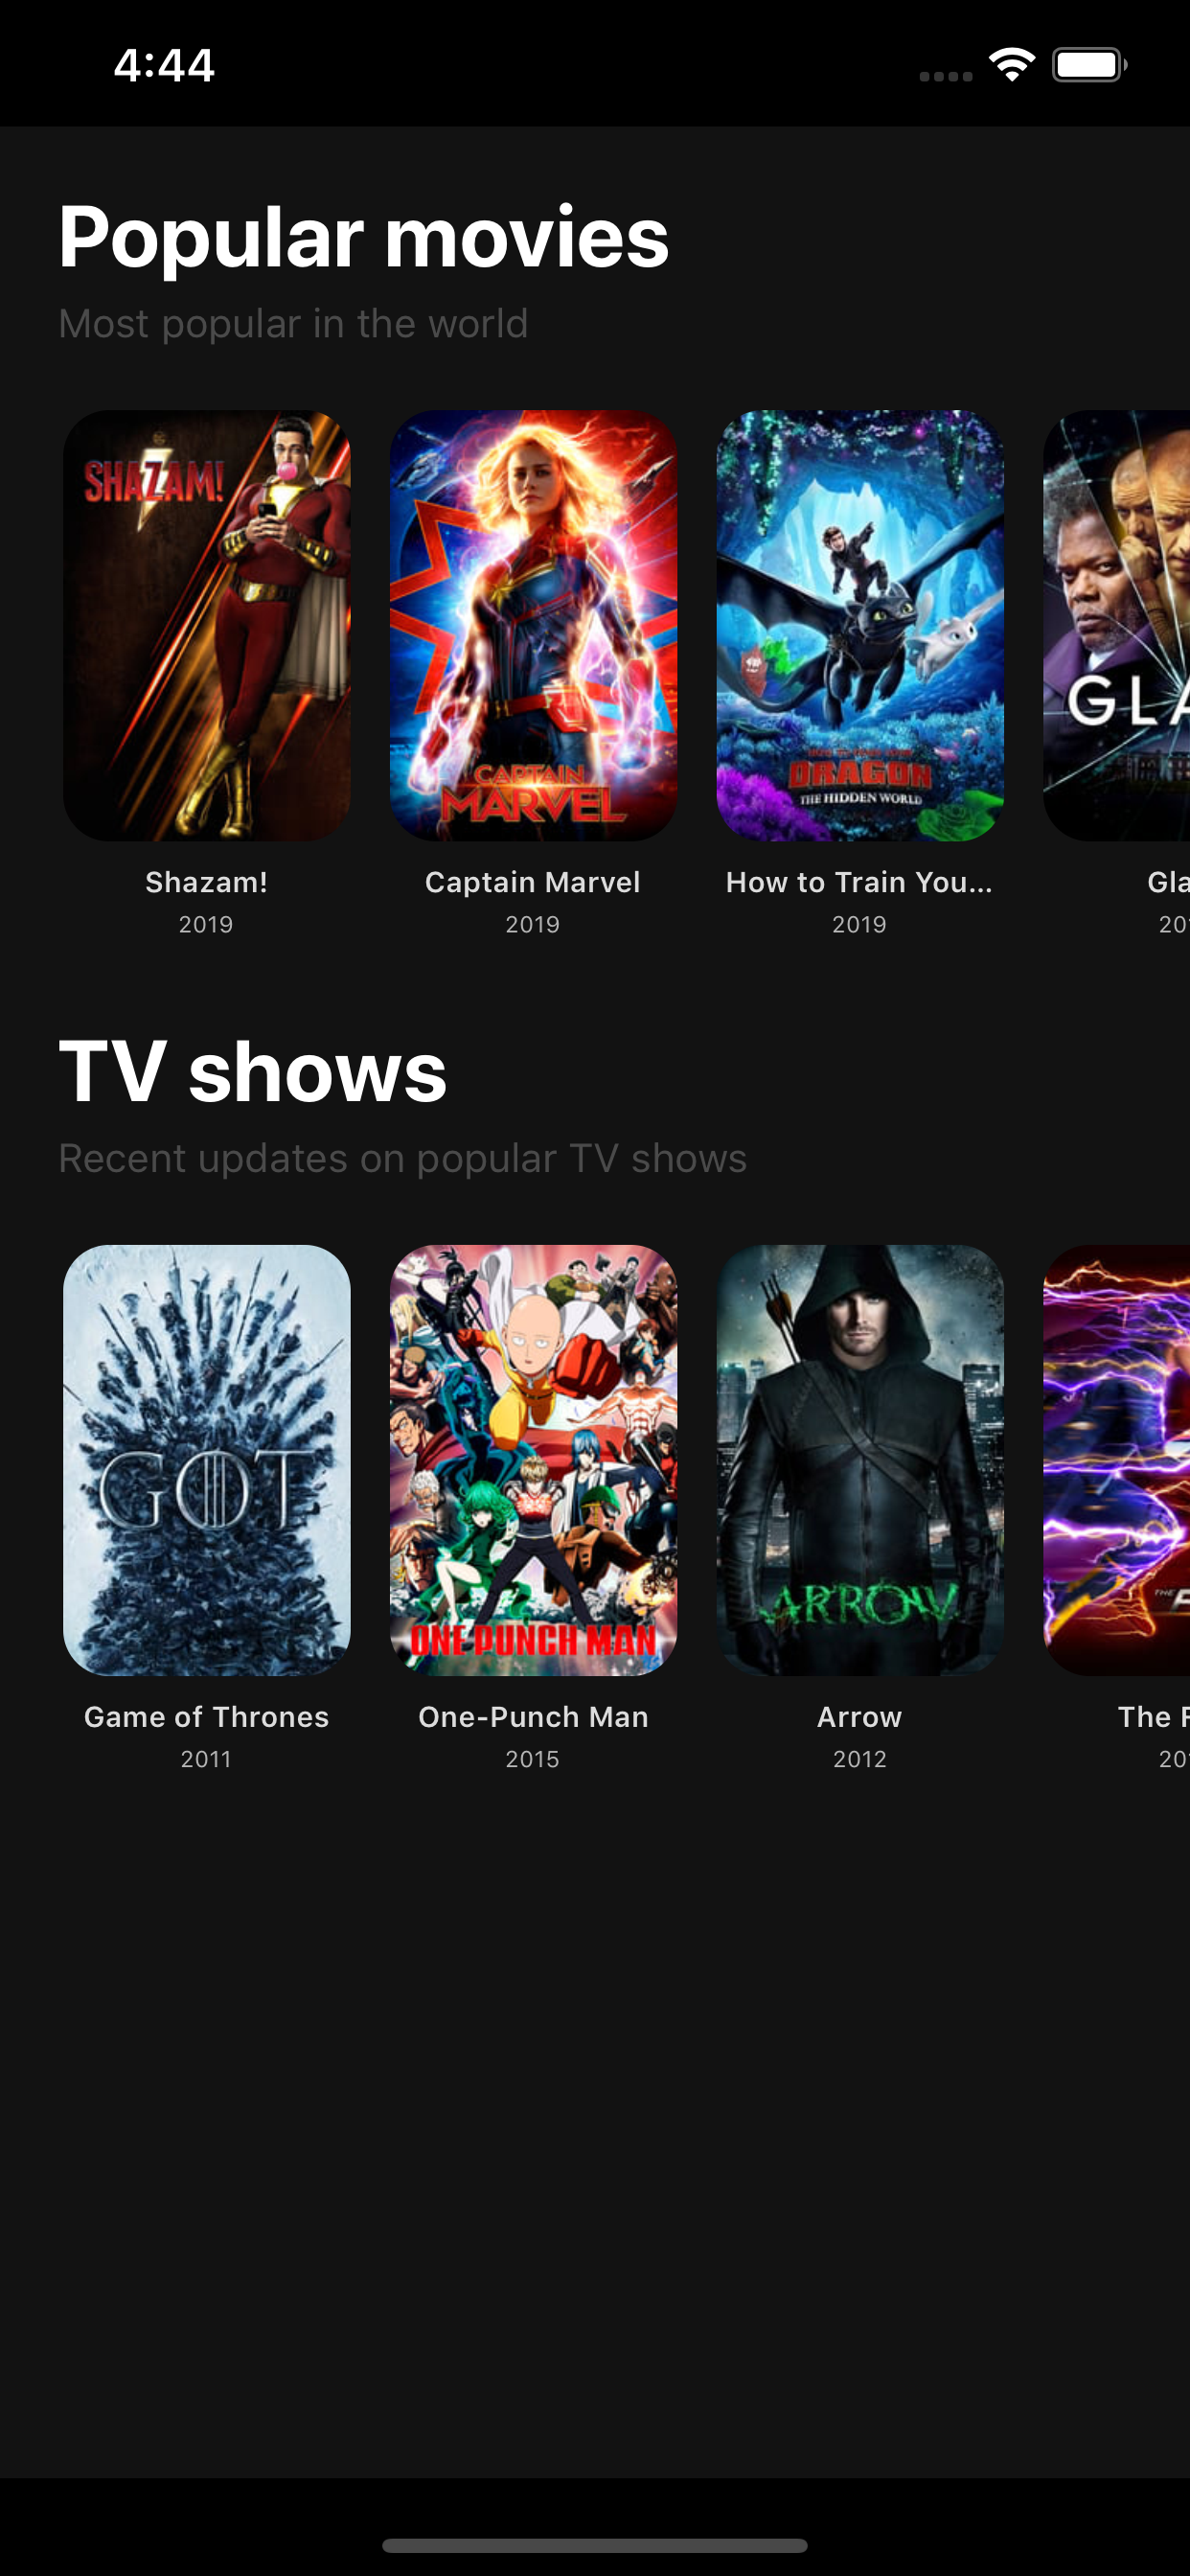 4:44
Popular movies
Most popular in the world
SHAZAM!
CAPTAIN
MARVEL
DRAGON
THE HIDDEN WORLD
GLA
Shazam!
2019
Captain Marvel
2019
How to Train You...
2019
Gla
TV shows
Recent updates on popular TV shows
GOT
ONE PUNCH MAN
ARROW
THE
Game of Thrones
2011
One-Punch Man
2015
Arrow
2012
The F